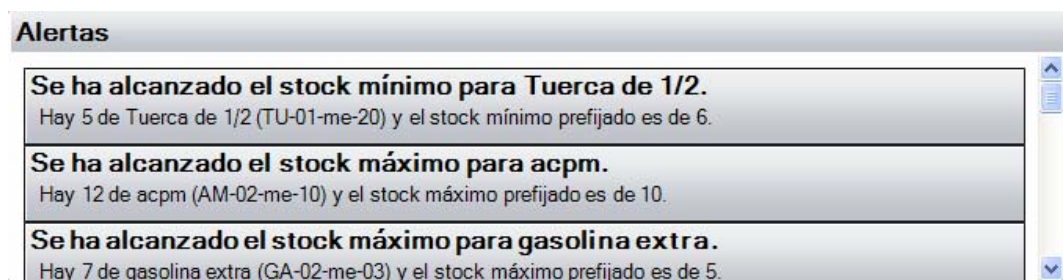 Alertas
Se ha alcanzado el stock mínimo para Tuerca de 1/2.
Hay 5 de Tuerca de 1/2 (TU-01-me-20) y el stock mínimo prefijado es de 6.
Se ha alcanzado el stock máximo para acpm.
Hay 12 de acpm (AM-02-me-10) y el stock máximo prefijado es de 10.
Se ha alcanzado el stock máximo para gasolina extra.
Hay 7 de gasolina extra (GA-02-me-03) y el stock máximo prefijado es de 5.